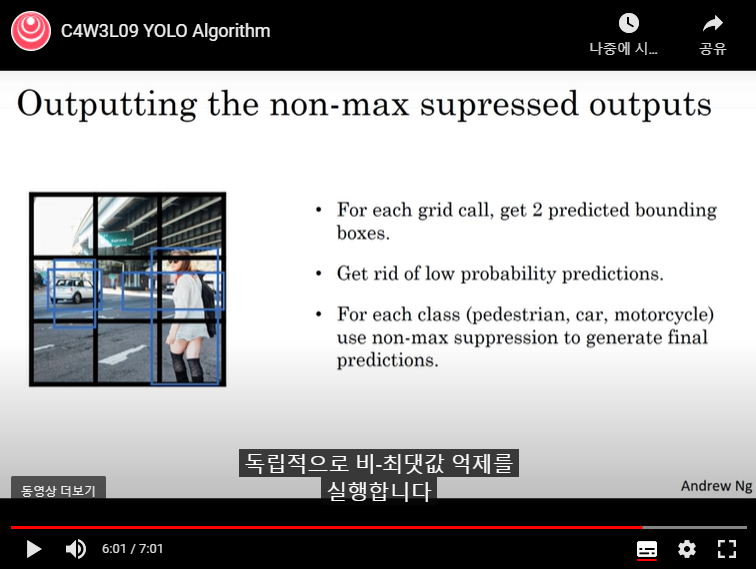 C4W3L09 YOLO Algorithm
나중에 시...
공유
Outputting the non-max supressed outputs
• For each grid call, get 2 predicted bounding
boxes.
• Get rid of low probability predictions.
• For each class (pedestrian, car, motorcycle)
use non-max suppression to generate final
predictions.
독립적으로 비-최댓값 억제를
실행합니다
동영상 더보기
Andrew Ng
6:01 / 7:01